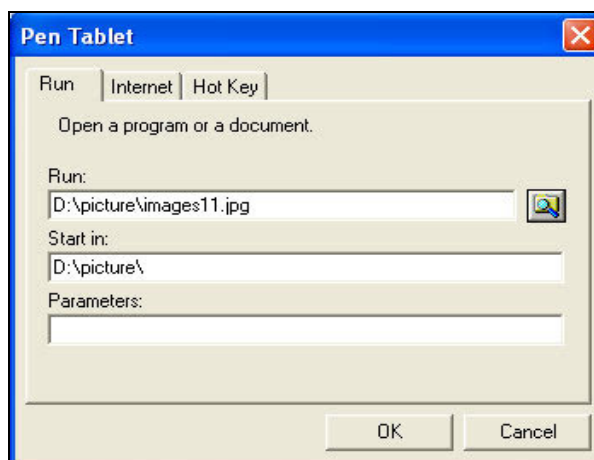 Pen Tablet
Run Internet Hot Key
Open a program or a document.
Run:
D:\picture\images11.jpg
Start in:
D:\picture\
Parameters:
OK Cancel